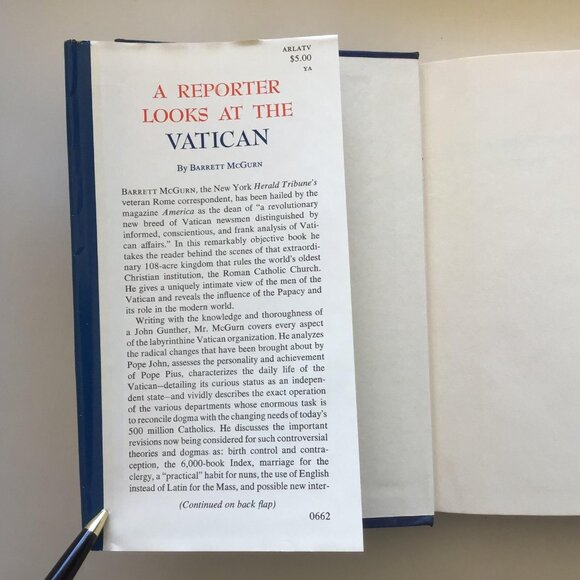 ARLATV
$5.00
YA
A REPORTER
LOOKS AT THE
VATICAN
By BARRETT McGURN
BARRETT McGURN, the New York Herald Tribune's
veteran Rome correspondent, has been hailed by the
magazine America as the dean of "a revolutionary
new breed of Vatican newsmen distinguished by
informed, conscientious, and frank analysis of Vati-
can affairs." In this remarkably objective book he
takes the reader behind the scenes of that extraordi-
nary 108-acre kingdom that rules the world's oldest
Christian institution, the Roman Catholic Church.
He gives a uniquely intimate view of the men of the
Vatican and reveals the influence of the Papacy and
its role in the modern world.
Writing with the knowledge and thoroughness of
a John Gunther, Mr. McGurn covers every aspect
of the labyrinthine Vatican organization. He analyzes
the radical changes that have been brought about by
Pope John, assesses the personality and achievement
of Pope Pius, characterizes the daily life of the
Vatican—detailing its curious status as an indepen-
dent state—and vividly describes the exact operation
of the various departments whose enormous task is
to reconcile dogma with the changing needs of today's
500 million Catholics. He discusses the important
revisions now being considered for such controversial
theories and dogmas as: birth control and contra-
ception, the 6,000-book Index, marriage for the
clergy, a "practical" habit for nuns, the use of English
instead of Latin for the Mass, and possible new inter-
(Continued on back flap)
0662